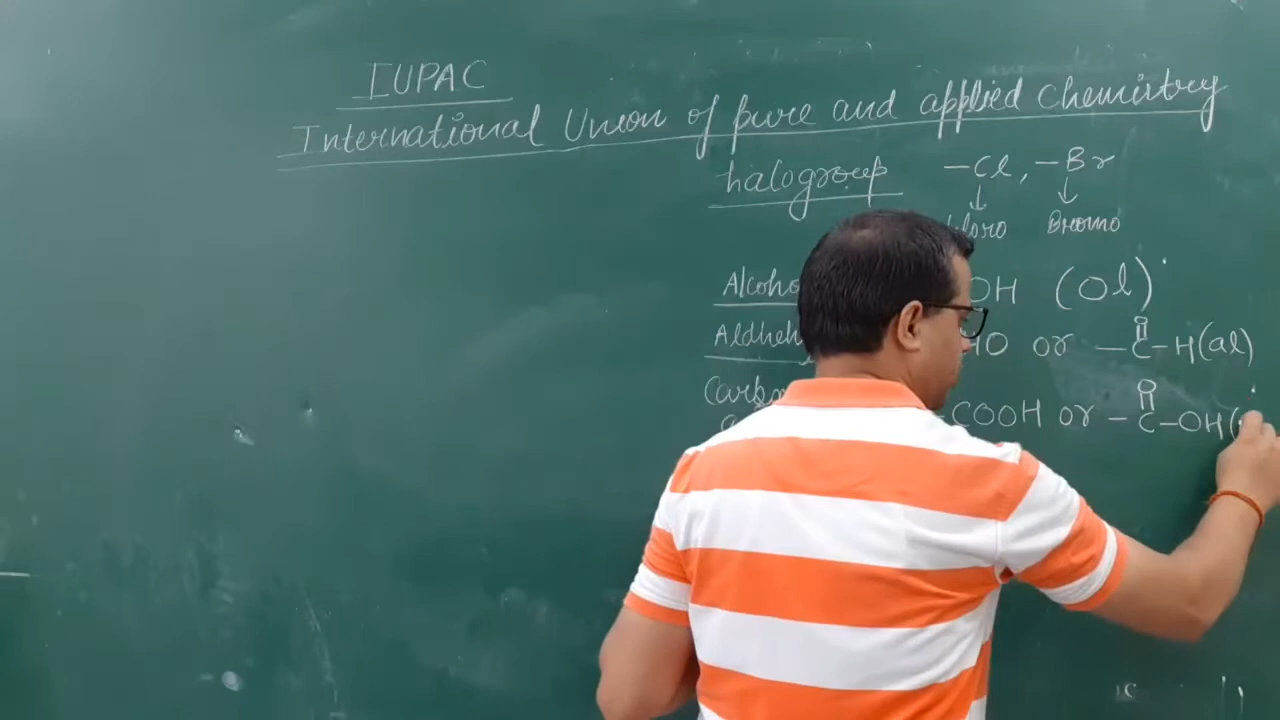 IUPAC
International Union of pure and applied Chemistry
halogroup –Cl, –Br
↓ ↓
Bromo
OH (Ol)
or –C–H(al)
COOH or –C–OH(